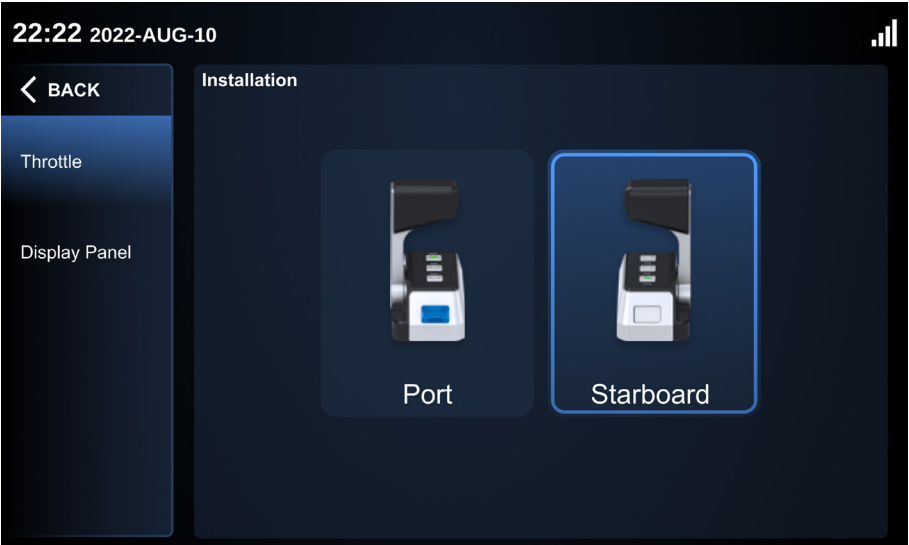 22:22 2022-AUG-10
BACK
Installation
Throttle
Display Panel
Port
Starboard